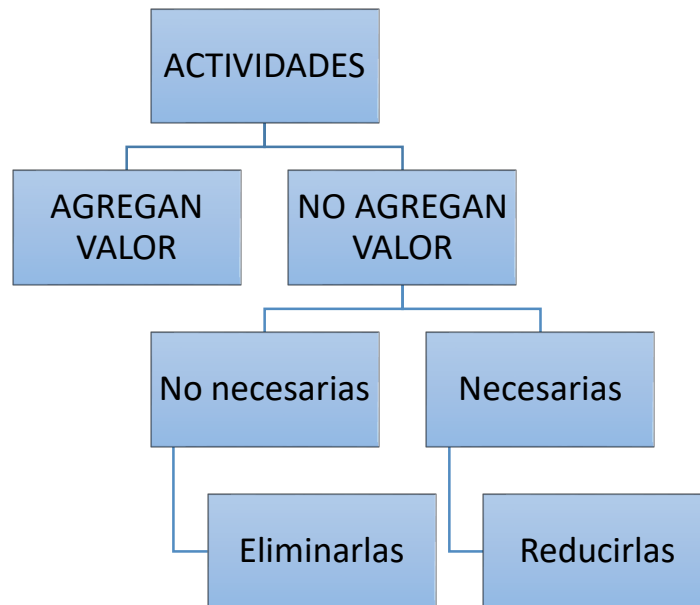 ACTIVIDADES
AGREGAN
VALOR
NO AGREGAN
VALOR
No necesarias
Necesarias
Eliminarlas
Reducirlas